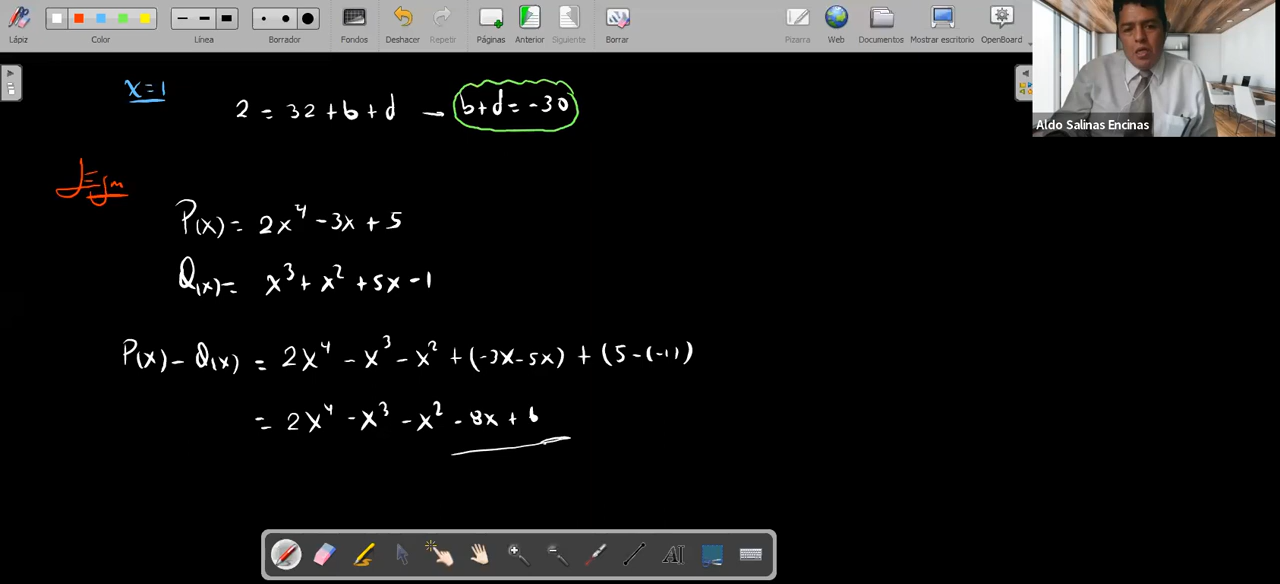 Lápiz Color Línea Borrador Fondos Deshacer Repetir Páginas Anterior Siguiente Borrar Pizarra Web Documentos Mostrar escritorio OpenBoard
x=1
2 = 32 + b + d → b+d = -30
Aldo Salinas Encinas
Ejm
P(x) = 2x⁴ - 3x + 5
Q(x) = x³ + x² + 5x - 1
P(x) - Q(x) = 2x⁴ - x³ - x² + (-3x - 5x) + (5 - (-1))
= 2x⁴ - x³ - x² - 8x + 6
AI